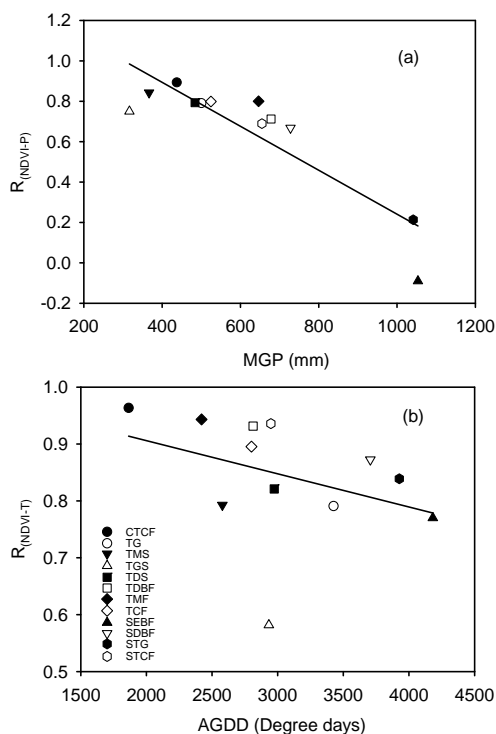 1.2
1.0
0.8
0.6
0.4
0.2
0.0
-0.2
R(NDVI-P)
(a)
200 400 600 800 1000 1200
MGP (mm)
1.0
0.9
0.8
0.7
0.6
0.5
R(NDVI-T)
(b)
CTCF
TG
TMS
TGS
TDS
TDBF
TMF
TCF
SEBF
SDBF
STG
STCF
1500 2000 2500 3000 3500 4000 4500
AGDD (Degree days)